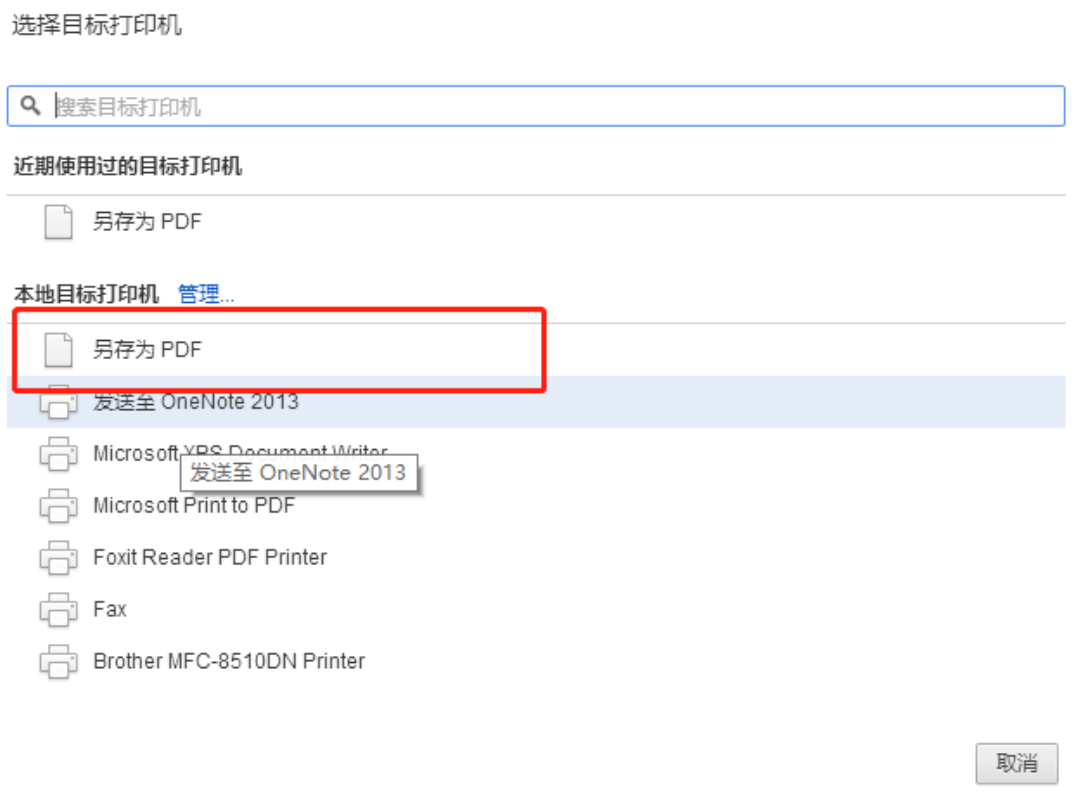 选择目标打印机
搜索目标打印机
近期使用过的目标打印机
另存为 PDF
本地目标打印机 管理...
另存为 PDF
发送至 OneNote 2013
Microsoft XPS Document Writer
发送至 OneNote 2013
Microsoft Print to PDF
Foxit Reader PDF Printer
Fax
Brother MFC-8510DN Printer
取消